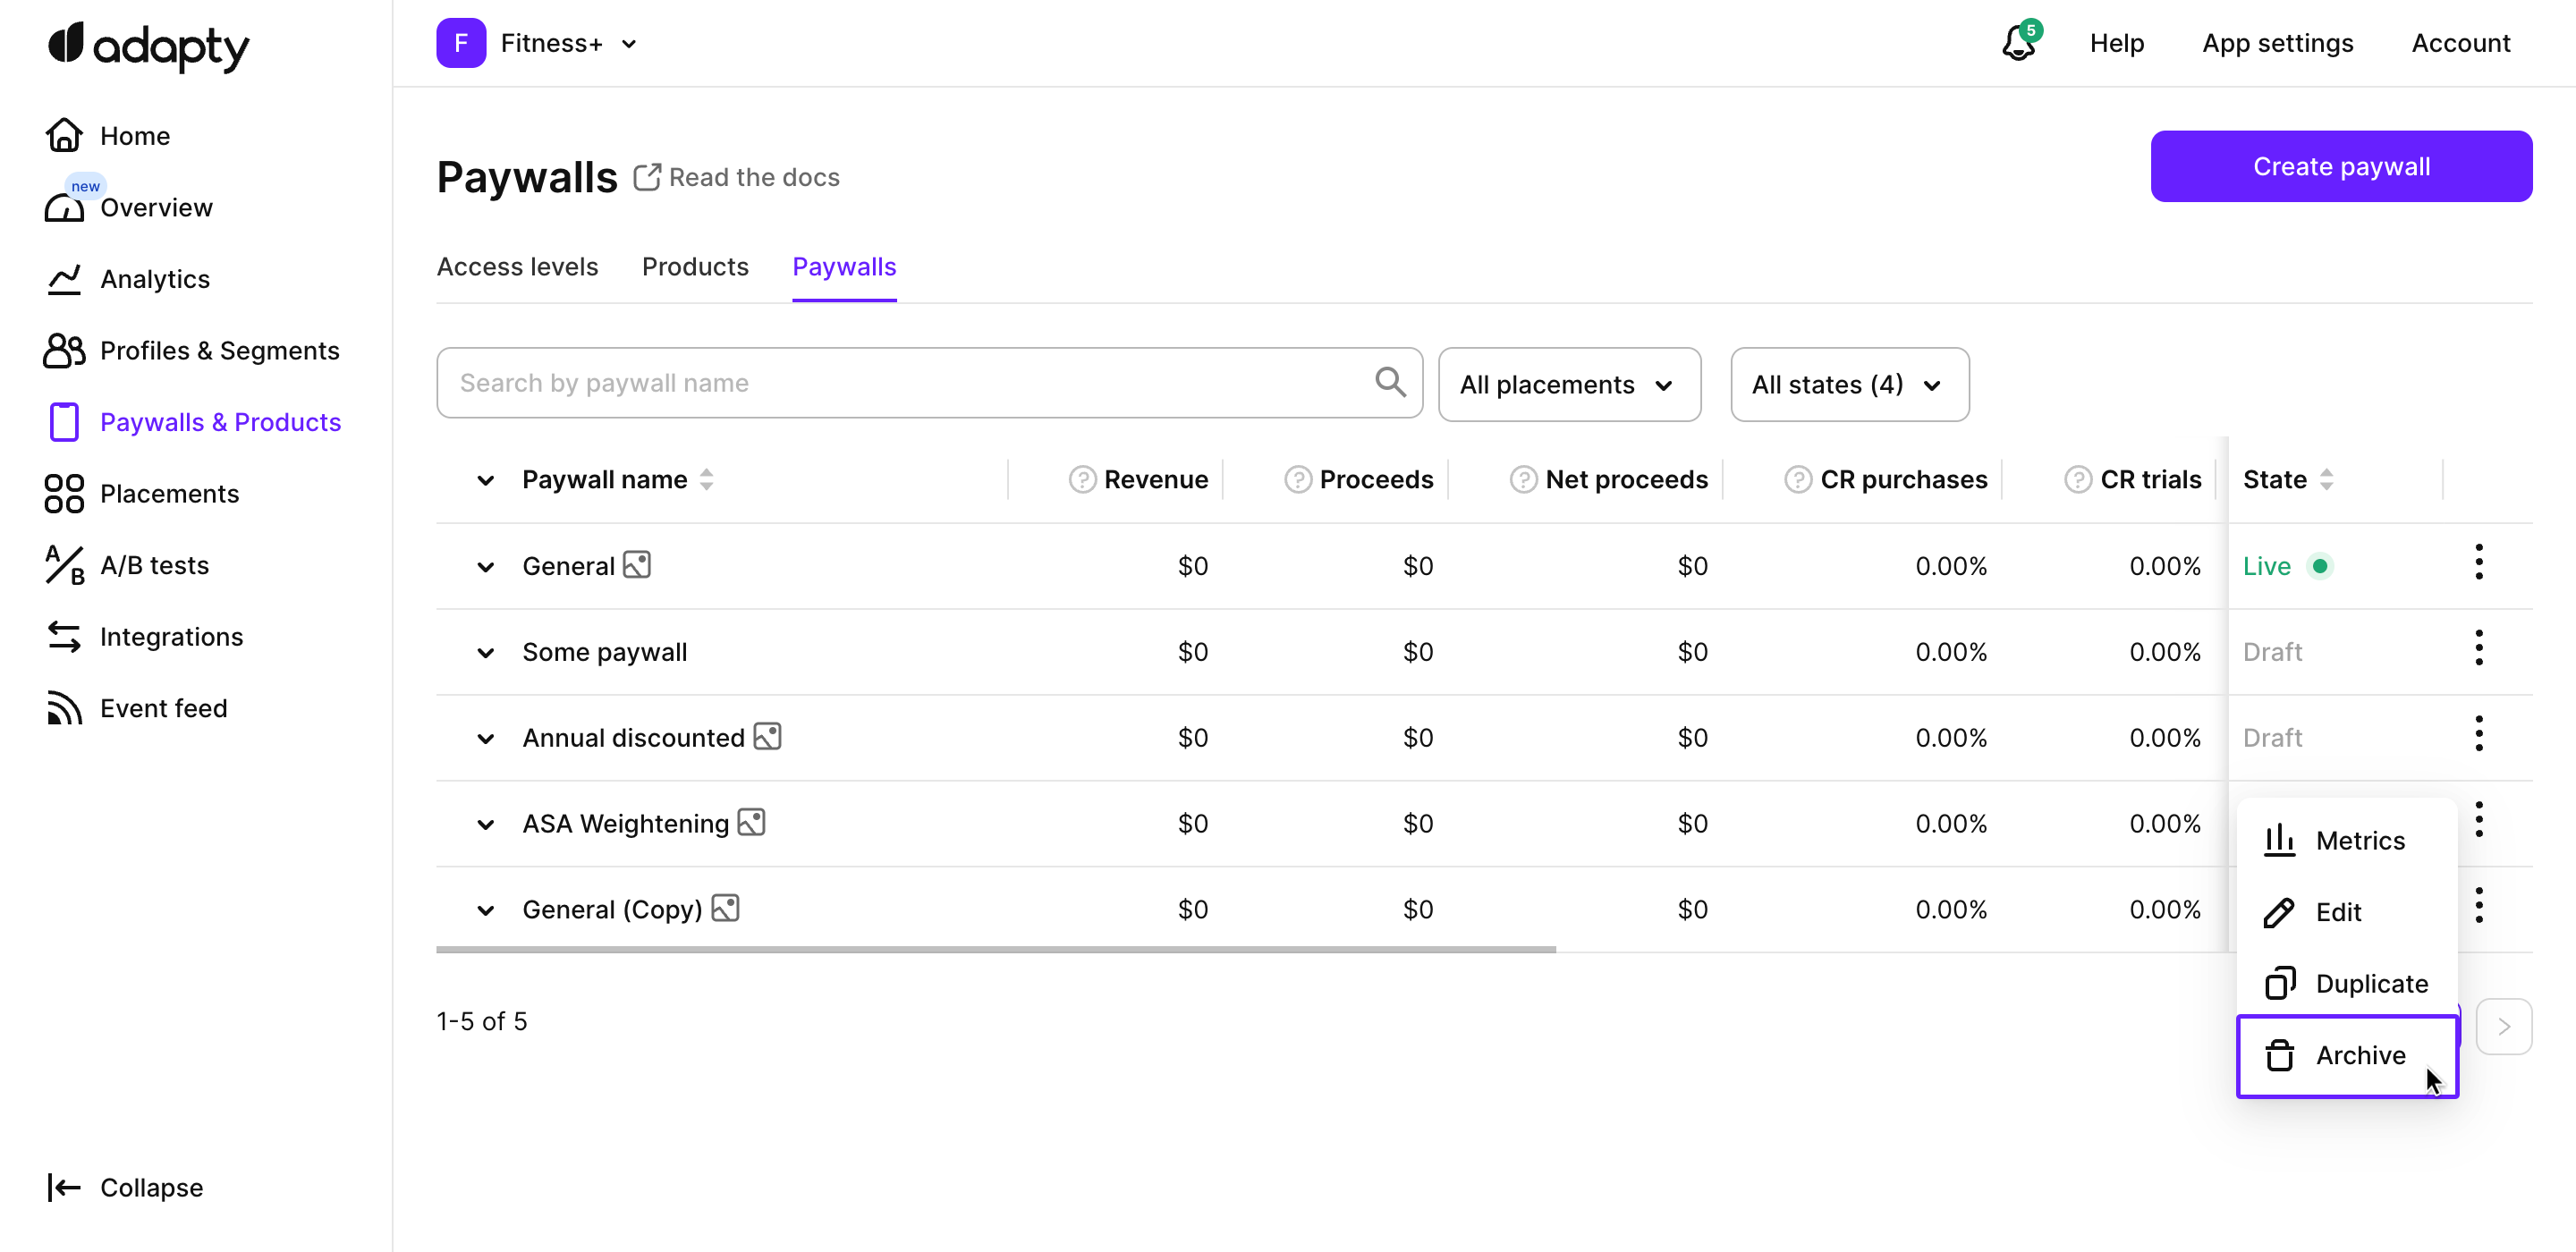 adapty
F Fitness+
5
Help
App settings
Account
Home
new
Overview
Analytics
Profiles & Segments
Paywalls & Products
Placements
A/B
A/B tests
Integrations
Event feed
Collapse
Paywalls Read the docs
Create paywall
Access levels Products Paywalls
Search by paywall name
All placements
All states (4)
Paywall name ? Revenue ? Proceeds ? Net proceeds ? CR purchases ? CR trials State
General $0 $0 $0 0.00% 0.00% Live
Some paywall $0 $0 $0 0.00% 0.00% Draft
Annual discounted $0 $0 $0 0.00% 0.00% Draft
ASA Weightening $0 $0 $0 0.00% 0.00%
General (Copy) $0 $0 $0 0.00% 0.00%
Metrics
Edit
Duplicate
Archive
1-5 of 5